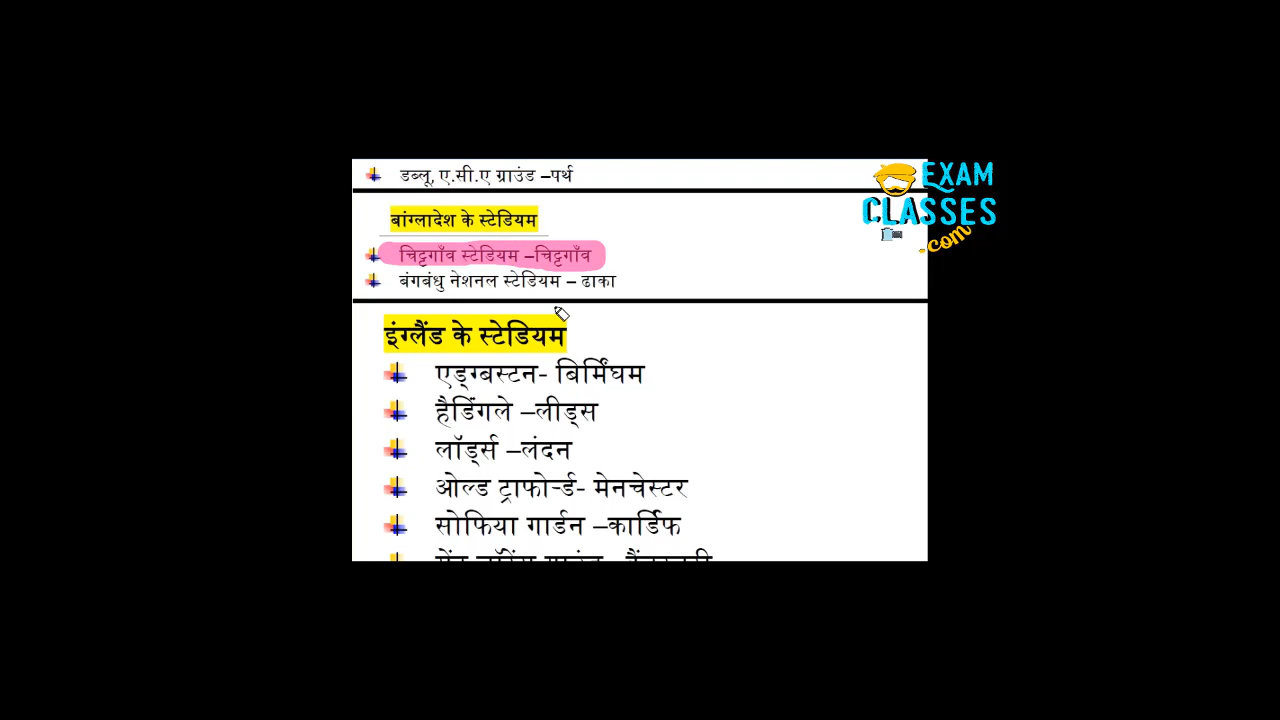 डब्लू, ए.सी.ए ग्राउंड –पर्थ
EXAM
CLASSES
.com
बांग्लादेश के स्टेडियम
चिट्टगाँव स्टेडियम –चिट्टगाँव
बंगबंधु नेशनल स्टेडियम – ढाका
इंग्लैंड के स्टेडियम
एड्ग्बस्टन- बिर्मिंघम
हैडिंगले –लीड्स
लॉर्ड्स –लंदन
ओल्ड ट्राफोर्ड- मेनचेस्टर
सोफिया गार्डन –कार्डिफ